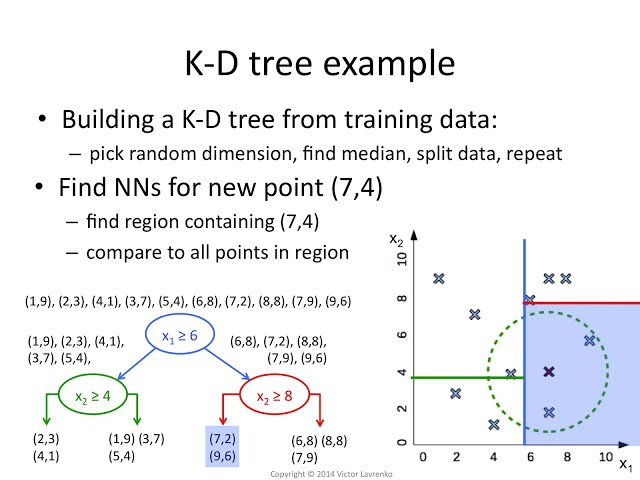 K-D tree example
• Building a K-D tree from training data:
– pick random dimension, find median, split data, repeat
• Find NNs for new point (7,4)
– find region containing (7,4)
– compare to all points in region
(1,9), (2,3), (4,1), (3,7), (5,4), (6,8), (7,2), (8,8), (7,9), (9,6)
(1,9), (2,3), (4,1),
(3,7), (5,4),
x₁ ≥ 6
(6,8), (7,2), (8,8),
(7,9), (9,6)
x₂ ≥ 4
x₂ ≥ 8
(2,3)
(4,1)
(1,9) (3,7)
(5,4)
(7,2)
(9,6)
(6,8) (8,8)
(7,9)
x₂
10
8
6
4
2
0
0 2 4 6 8 10
x₁
Copyright © 2014 Victor Lavrenko